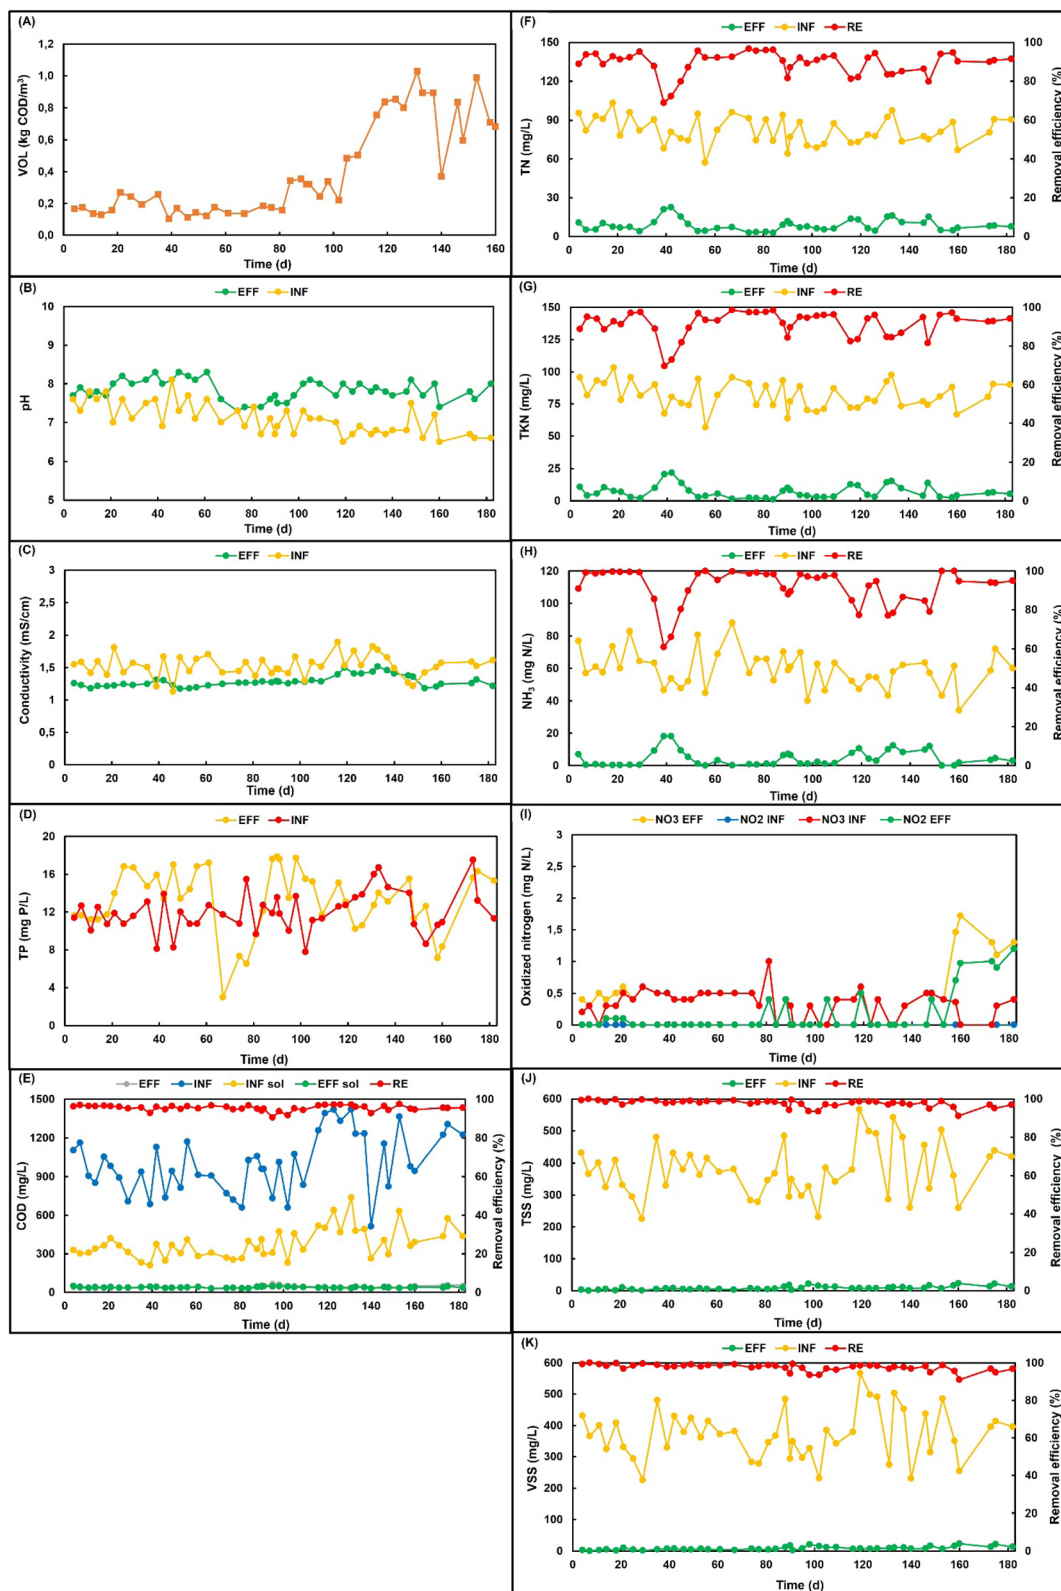 (A)
VOL (kg COD/m³)
1,2
1,0
0,8
0,6
0,4
0,2
0,0
0 20 40 60 80 100 120 140 160
Time (d)
(B)
EFF INF
pH
10
9
8
7
6
5
0 20 40 60 80 100 120 140 160 180
Time (d)
(C)
EFF INF
Conductivity (mS/cm)
3
2,5
2
1,5
1
0,5
0
0 20 40 60 80 100 120 140 160 180
Time (d)
(D)
EFF INF
TP (mg P/L)
20
16
12
8
4
0
0 20 40 60 80 100 120 140 160 180
Time (d)
(E)
EFF INF INF sol EFF sol RE
COD (mg/L)
1500
1200
900
600
300
0
100
80
60
40
20
0
Removal efficiency (%)
0 20 40 60 80 100 120 140 160 180
Time (d)
(F)
EFF INF RE
TN (mg/L)
150
120
90
60
30
0
100
80
60
40
20
0
Removal efficiency (%)
0 20 40 60 80 100 120 140 160 180
Time (d)
(G)
EFF INF RE
TKN (mg/L)
150
125
100
75
50
25
0
100
80
60
40
20
0
Removal efficiency (%)
0 20 40 60 80 100 120 140 160 180
Time (d)
(H)
EFF INF RE
NH₃ (mg N/L)
120
100
80
60
40
20
0
100
80
60
40
20
0
Removal efficiency (%)
0 20 40 60 80 100 120 140 160 180
Time (d)
(I)
NO3 EFF NO2 INF NO3 INF NO2 EFF
Oxidized nitrogen (mg N/L)
3
2,5
2
1,5
1
0,5
0
0 20 40 60 80 100 120 140 160 180
Time (d)
(J)
EFF INF RE
TSS (mg/L)
600
500
400
300
200
100
0
100
80
60
40
20
0
Removal efficiency (%)
0 20 40 60 80 100 120 140 160 180
Time (d)
(K)
EFF INF RE
VSS (mg/L)
600
500
400
300
200
100
0
100
80
60
40
20
0
Removal efficiency (%)
0 20 40 60 80 100 120 140 160 180
Time (d)